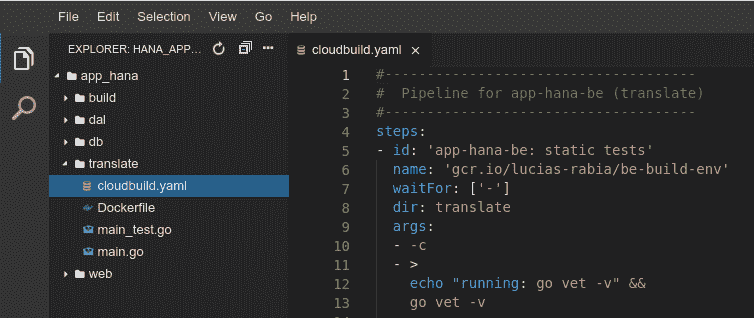 File Edit Selection View Go Help
EXPLORER: HANA_APP...
app_hana
build
dal
db
translate
cloudbuild.yaml
Dockerfile
main_test.go
main.go
web
cloudbuild.yaml ×
1 #-------------------------------------
2 #  Pipeline for app-hana-be (translate)
3 #-------------------------------------
4 steps:
5 - id: 'app-hana-be: static tests'
6   name: 'gcr.io/lucias-rabia/be-build-env'
7   waitFor: ['-']
8   dir: translate
9   args:
10   - -c
11   - >
12     echo "running: go vet -v" &&
13     go vet -v